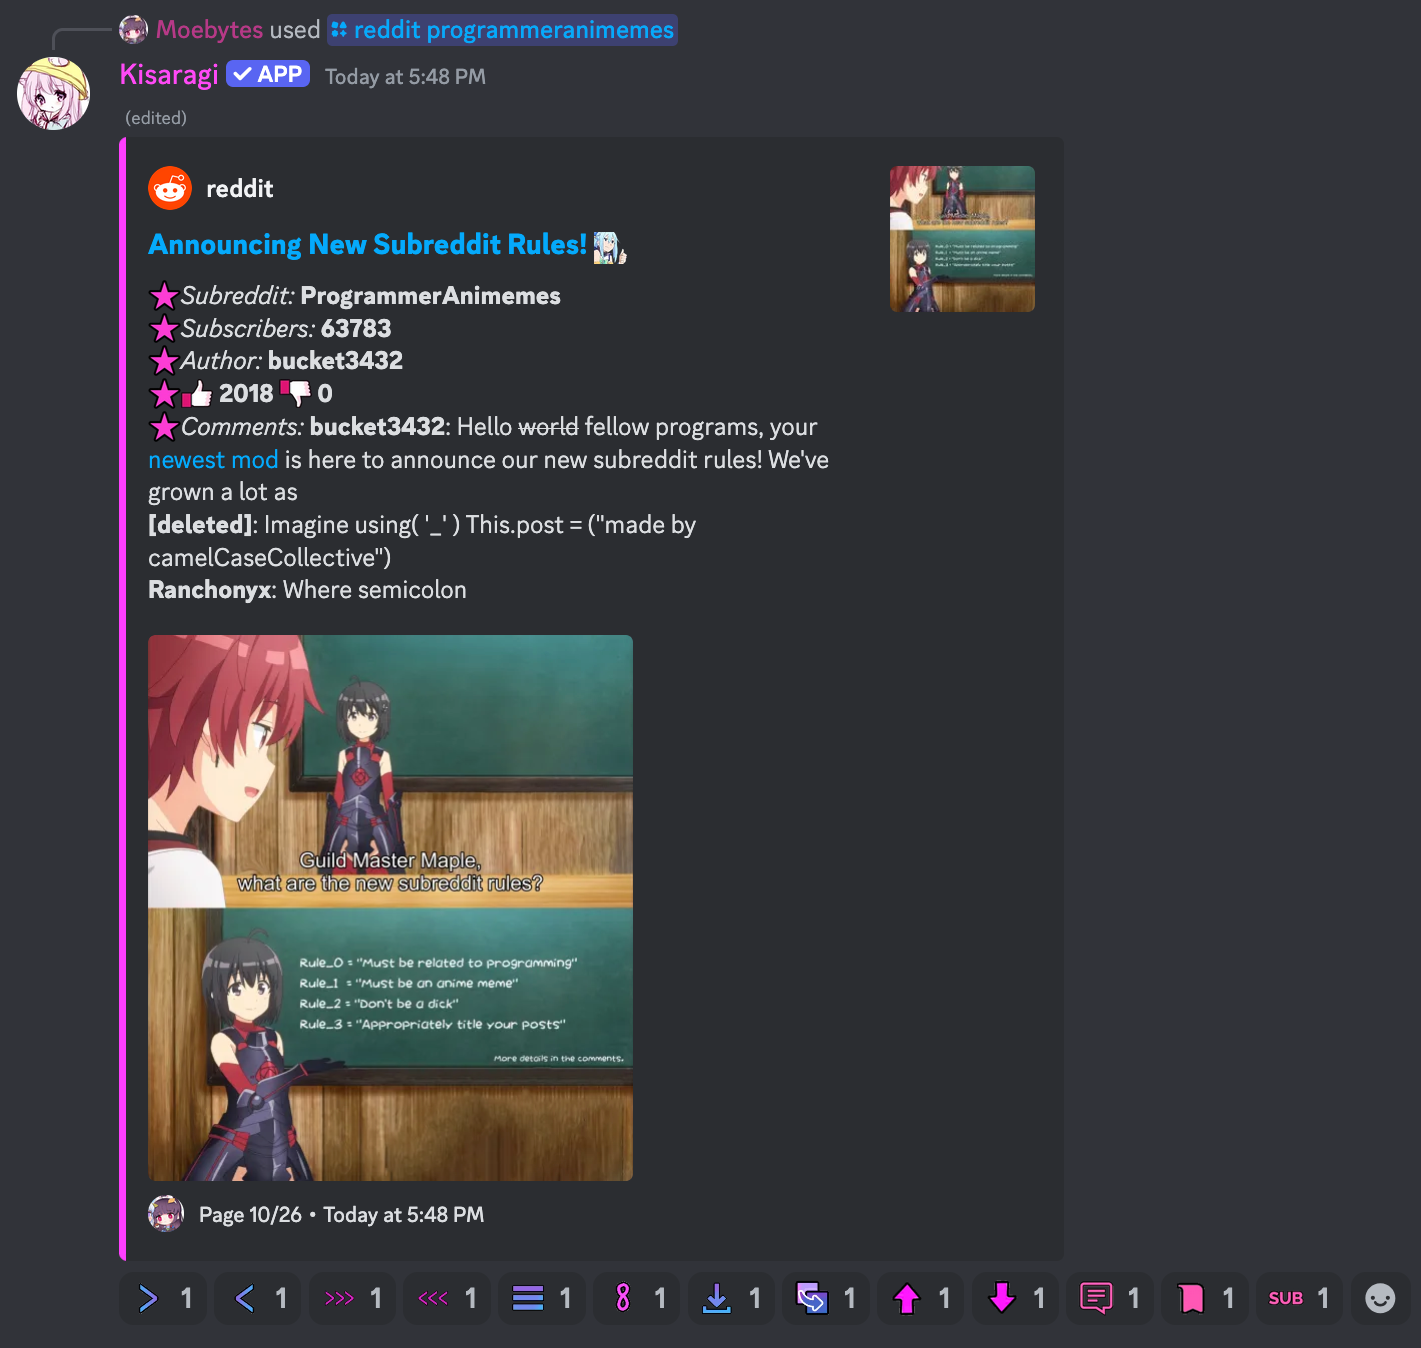 Moebytes used reddit programmeranimemes
Kisaragi APP Today at 5:48 PM
(edited)
reddit
Announcing New Subreddit Rules!
Subreddit: ProgrammerAnimemes
Subscribers: 63783
Author: bucket3432
2018 0
Comments: bucket3432: Hello world fellow programs, your
newest mod is here to announce our new subreddit rules! We've
grown a lot as
[deleted]: Imagine using( '_' ) This.post = ("made by
camelCaseCollective")
Ranchonyx: Where semicolon
Guild Master Maple,
what are the new subreddit rules?
Rule_0 = "Must be related to programming"
Rule_1 = "Must be an anime meme"
Rule_2 = "Don't be a dick"
Rule_3 = "Appropriately title your posts"
More details in the comments.
Page 10/26 • Today at 5:48 PM
> 1 < 1 >>> 1 <<< 1 1 8 1 1 1 1 1 1 1 SUB 1